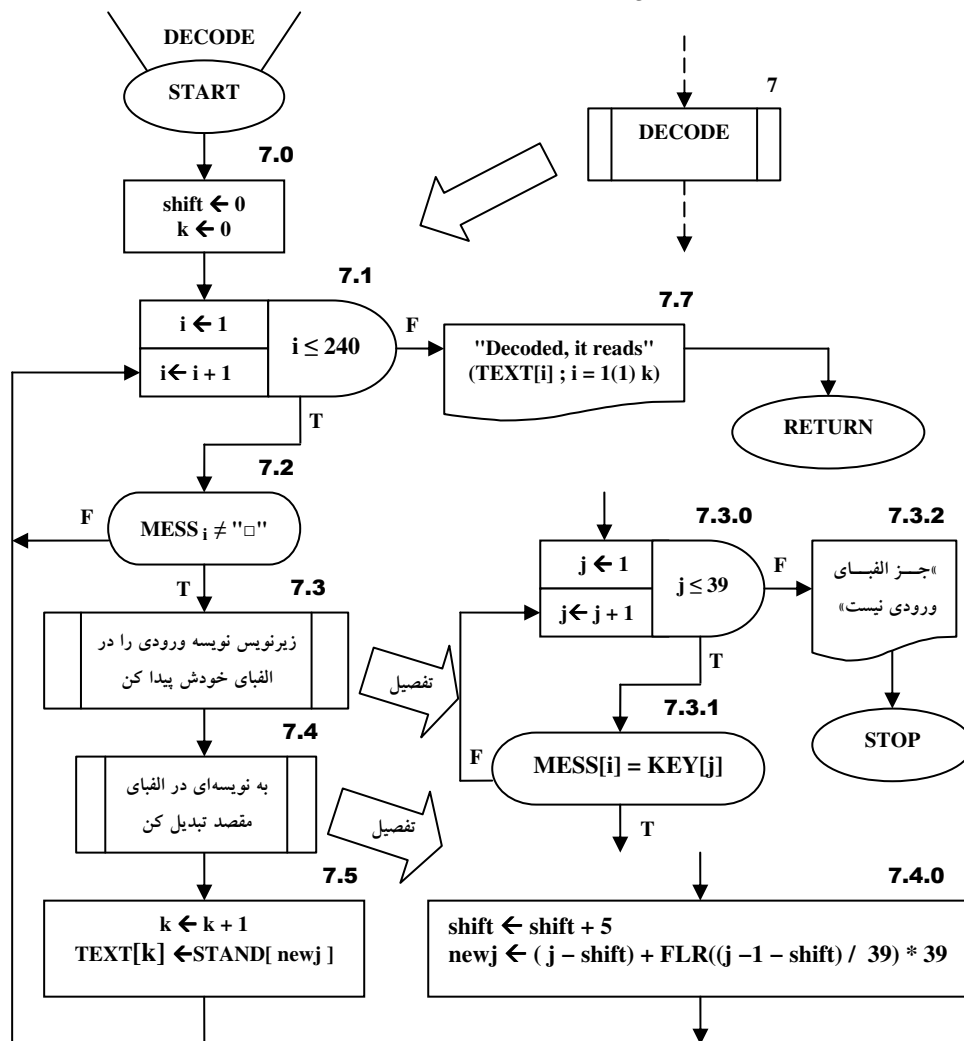 DECODE
START
7
DECODE
7.0
shift ← 0
k ← 0
7.1
i ← 1
i← i + 1
i ≤ 240
F
T
7.7
"Decoded, it reads"
(TEXT[i] ; i = 1(1) k)
RETURN
7.2
MESS i ≠ "□"
F
T
7.3
زیرنویس نویسه ورودی را در
الفبای خودش پیدا کن
تفصیل
7.3.0
j ← 1
j← j + 1
j ≤ 39
F
T
7.3.2
«جــز الفبــای
ورودی نیست»
STOP
7.3.1
MESS[i] = KEY[j]
F
T
7.4
به نویسه‌ای در الفبای
مقصد تبدیل کن
تفصیل
7.5
k ← k + 1
TEXT[k] ←STAND[ newj ]
7.4.0
shift ← shift + 5
newj ← ( j – shift) + FLR((j –1 – shift) / 39) * 39